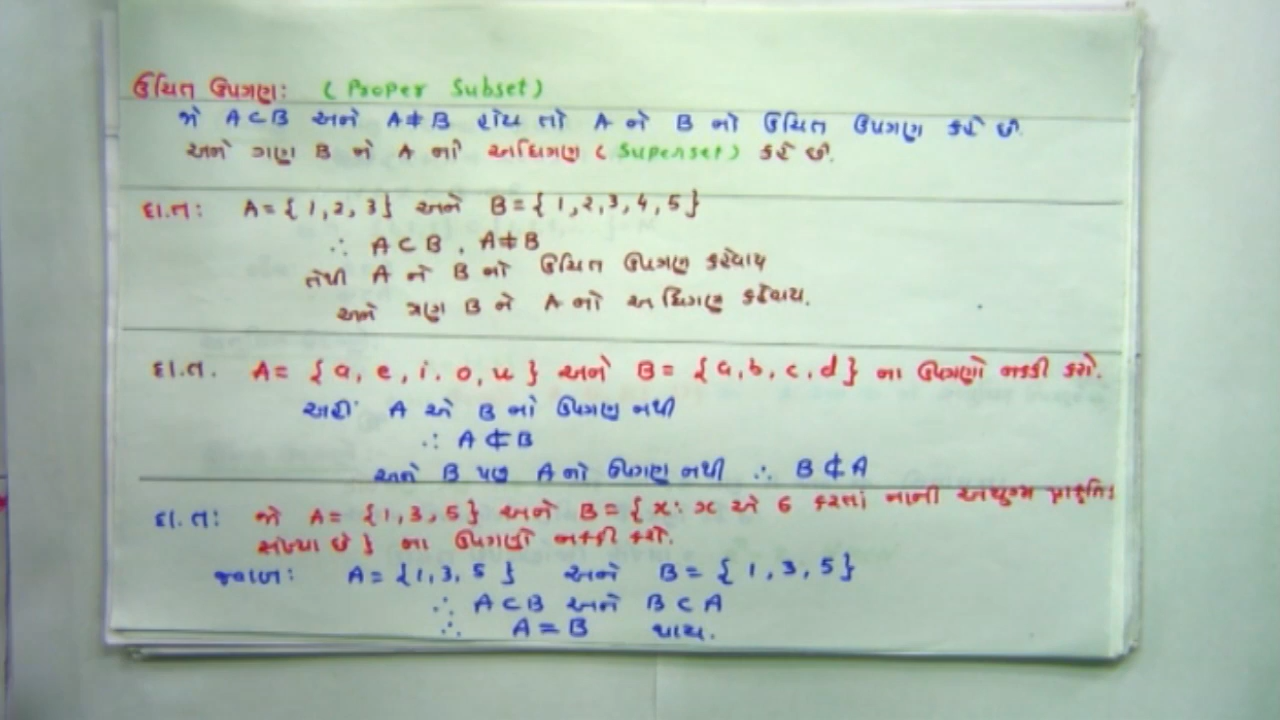 ઉચિત ઉપગણ: (Proper Subset)
જો A⊂B અને A≠B હોય તો A ને B નો ઉચિત ઉપગણ કહે છે.
અને ગણ B ને A નો અધિગણ (Superset) કહે છે.
દા.ત: A={1,2,3} અને B={1,2,3,4,5}
∴ A⊂B, A≠B
તેથી A ને B નો ઉચિત ઉપગણ કહેવાય
અને ગણ B ને A નો અધિગણ કહેવાય.
દા.ત. A= {a, e, i, o, u} અને B= {a, b, c, d} ના ઉપગણો નક્કી કરો.
અહીં A એ B નો ઉપગણ નથી
∴ A⊄B
અને B પણ A નો ઉપગણ નથી ∴ B⊄A
દા.ત: જો A= {1,3,5} અને B={x: x એ 6 કરતાં નાની અયુગ્મ પ્રાકૃતિક
સંખ્યા છે} ના ઉપગણો નક્કી કરો.
જવાબ: A={1,3,5} અને B={1,3,5}
∴ A⊂B અને B⊂A
∴ A=B થાય.